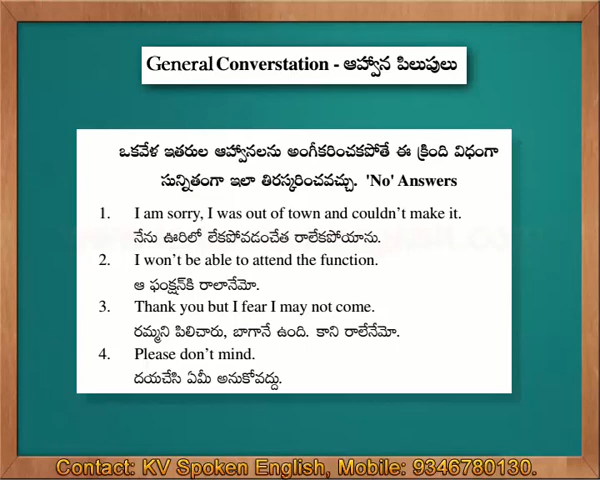 General Converstation - ఆహ్వాన పిలుపులు
ఒకవేళ ఇతరుల ఆహ్వానలను అంగీకరించకపోతే ఈ క్రింది విధంగా
సున్నితంగా ఇలా తిరస్కరించవచ్చు. 'No' Answers
1. I am sorry, I was out of town and couldn't make it.
నేను ఊరిలో లేకపోవడంచేత రాలేకపోయాను.
2. I won't be able to attend the function.
ఆ ఫంక్షన్‌కి రాలానేమో.
3. Thank you but I fear I may not come.
రమ్మని పిలిచారు, బాగానే ఉంది. కాని రాలేనేమో.
4. Please don't mind.
దయచేసి ఏమీ అనుకోవద్దు.
Contact: KV Spoken English, Mobile: 9346780130.